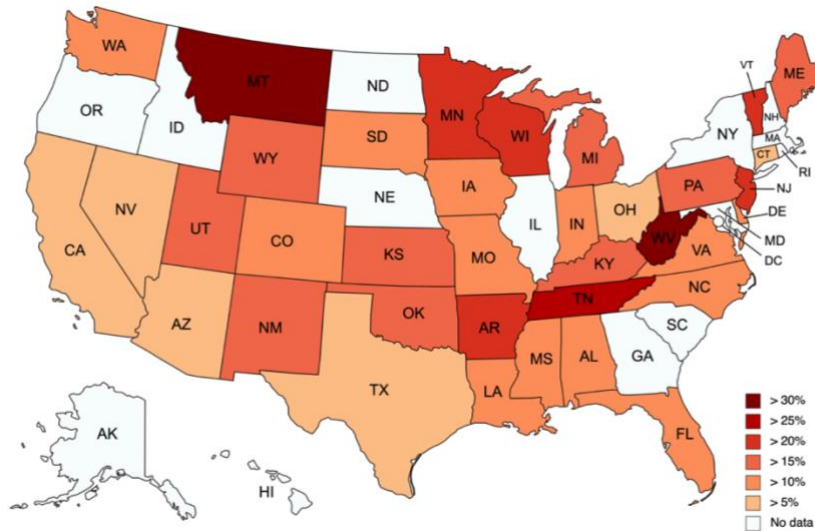 WA
MT
ND
MN
VT
ME
OR
ID
SD
WI
NY
NH
MA
WY
MI
CT
RI
NE
IA
PA
NJ
NV
UT
CO
IL
IN
OH
DE
CA
KS
MO
WV
VA
MD
KY
DC
AZ
NM
OK
AR
TN
NC
SC
TX
MS
AL
GA
LA
FL
AK
HI
> 30%
> 25%
> 20%
> 15%
> 10%
> 5%
No data